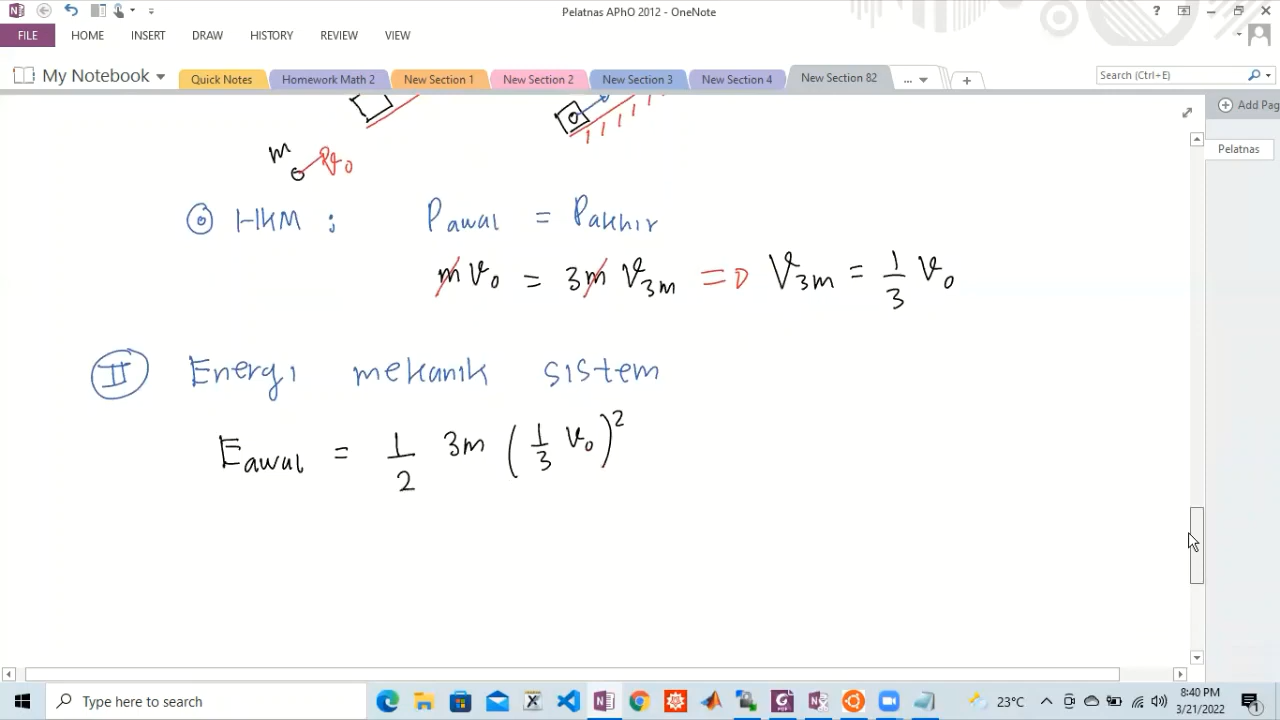 Pelatnas APhO 2012 - OneNote
FILE HOME INSERT DRAW HISTORY REVIEW VIEW
My Notebook Quick Notes Homework Math 2 New Section 1 New Section 2 New Section 3 New Section 4 New Section 82 ... + Search (Ctrl+E)
Add Pag
Pelatnas
m
v₀
HKM : Pawal = Pakhir
m v₀ = 3m V₃ₘ => V₃ₘ = 1/3 v₀
II Energi mekanik sistem
Eawal = 1/2 3m (1/3 v₀)²
Type here to search
23°C
8:40 PM
3/21/2022
1